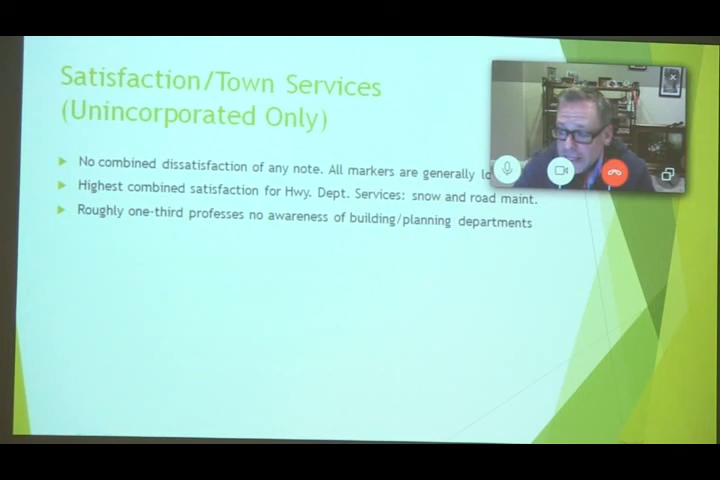 Satisfaction/Town Services
(Unincorporated Only)
No combined dissatisfaction of any note. All markers are generally
Highest combined satisfaction for Hwy. Dept. Services: snow and road maint.
Roughly one-third professes no awareness of building/planning departments